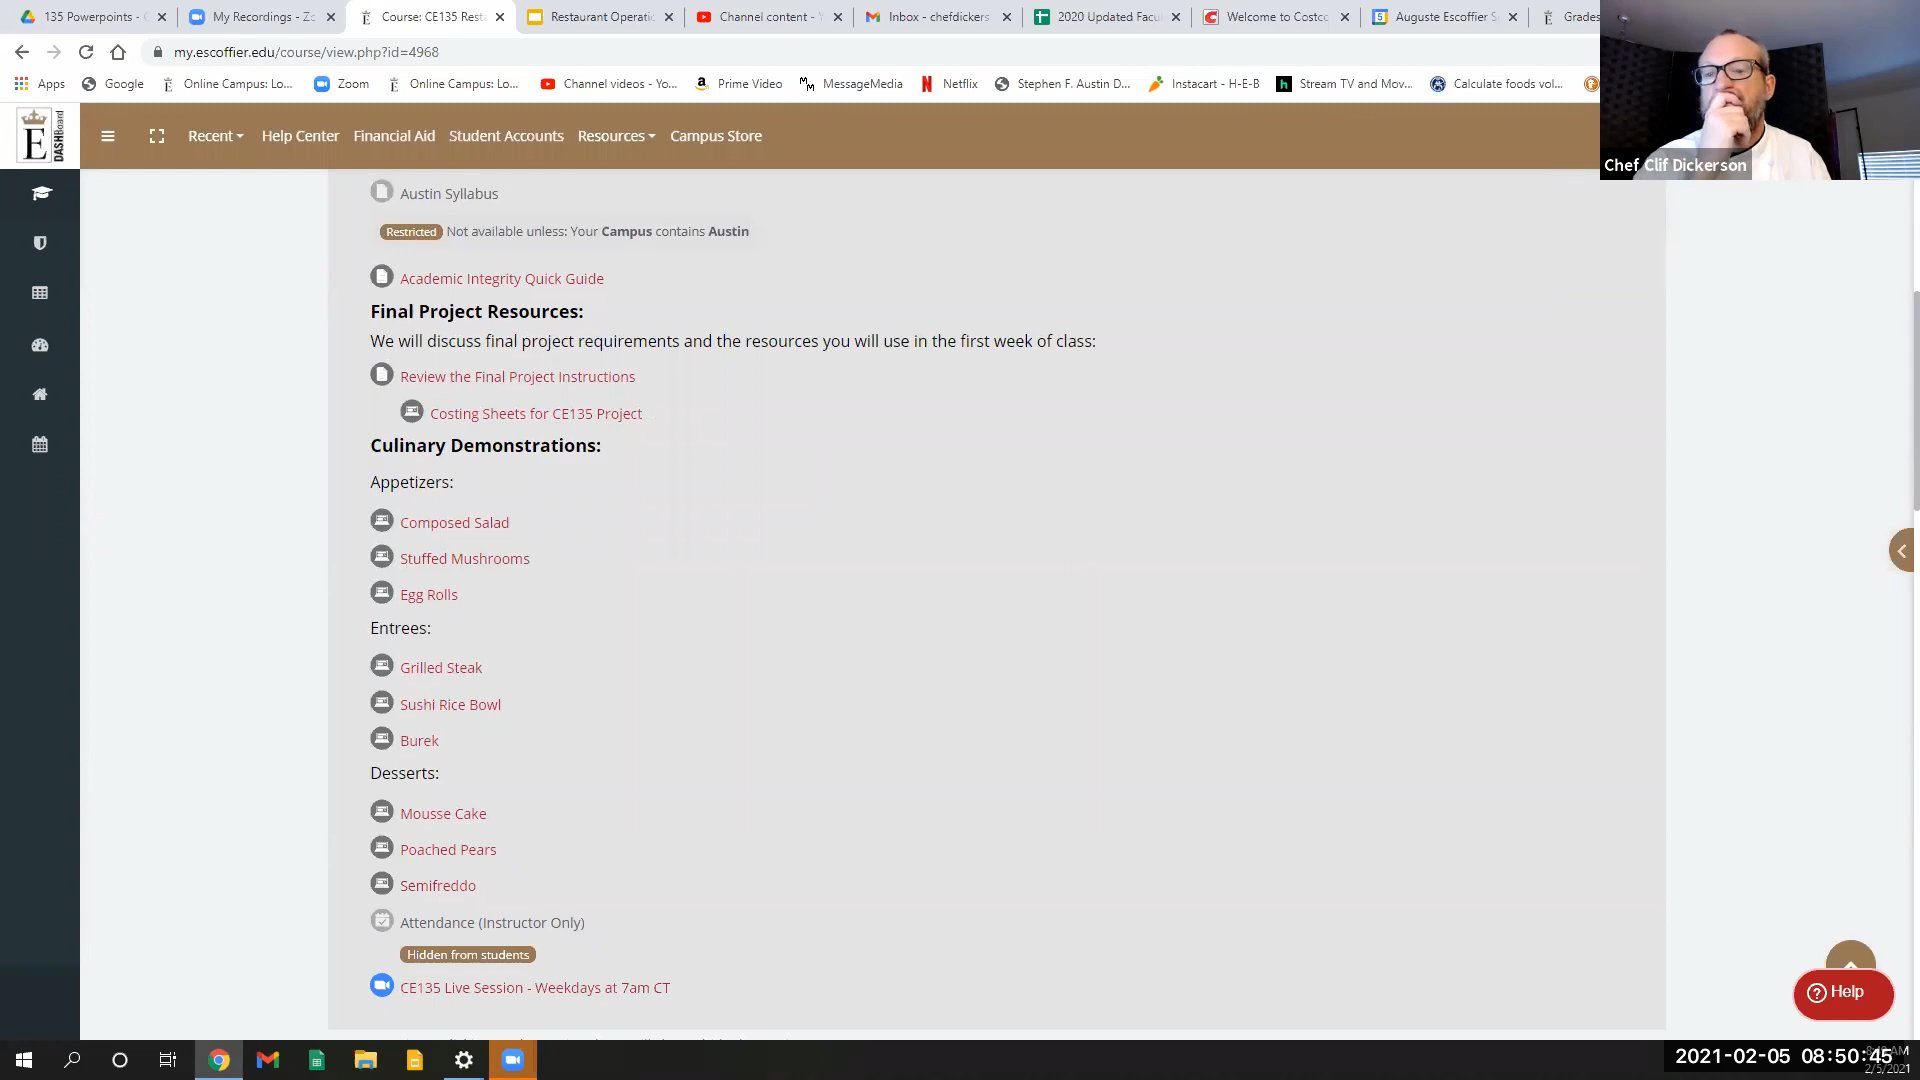 135 Powerpoints - G
My Recordings - Zo
Course: CE135 Resta
Restaurant Operatio
Channel content - Y
Inbox - chefdickers
2020 Updated Facu
Welcome to Costco
Auguste Escoffier S
Grades
my.escoffier.edu/course/view.php?id=4968
Apps
Google
Online Campus: Lo...
Zoom
Online Campus: Lo...
Channel videos - Yo...
Prime Video
MessageMedia
Netflix
Stephen F. Austin D...
Instacart - H-E-B
Stream TV and Mov...
Calculate foods vol...
Chef Clif Dickerson
E DASHBoard
Recent
Help Center
Financial Aid
Student Accounts
Resources
Campus Store
Austin Syllabus
Restricted Not available unless: Your Campus contains Austin
Academic Integrity Quick Guide
Final Project Resources:
We will discuss final project requirements and the resources you will use in the first week of class:
Review the Final Project Instructions
Costing Sheets for CE135 Project
Culinary Demonstrations:
Appetizers:
Composed Salad
Stuffed Mushrooms
Egg Rolls
Entrees:
Grilled Steak
Sushi Rice Bowl
Burek
Desserts:
Mousse Cake
Poached Pears
Semifreddo
Attendance (Instructor Only)
Hidden from students
CE135 Live Session - Weekdays at 7am CT
Help
2021-02-05 08:50:45
2/5/2021